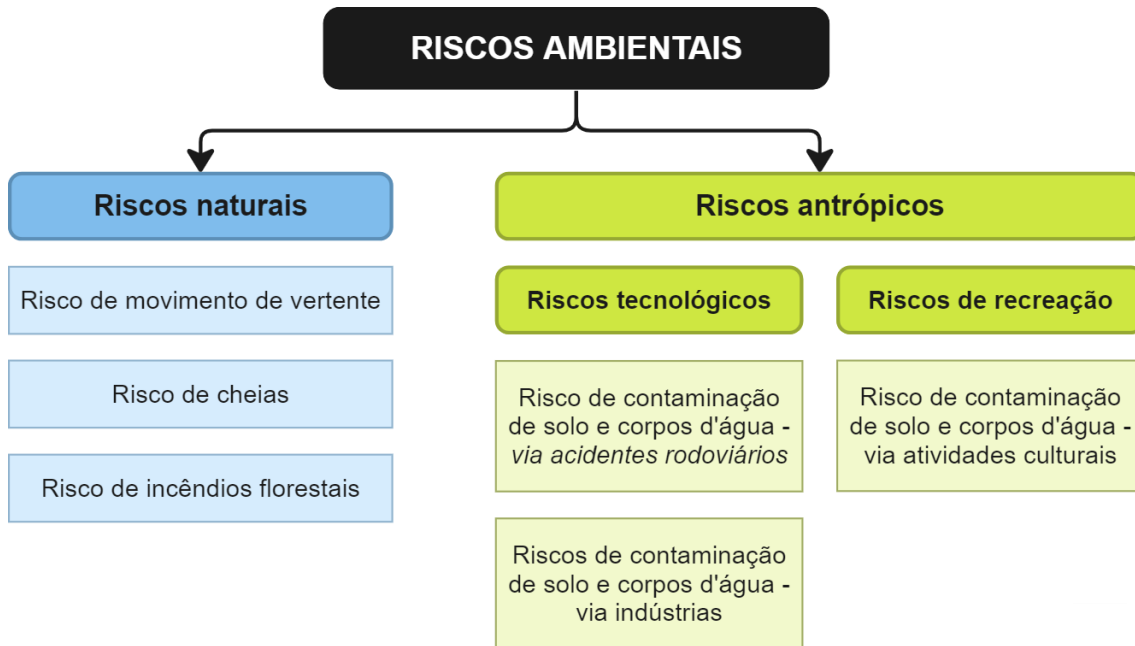 RISCOS AMBIENTAIS
Riscos naturais
Risco de movimento de vertente
Risco de cheias
Risco de incêndios florestais
Riscos antrópicos
Riscos tecnológicos
Risco de contaminação
de solo e corpos d'água -
via acidentes rodoviários
Riscos de contaminação
de solo e corpos d'água -
via indústrias
Riscos de recreação
Risco de contaminação
de solo e corpos d'água -
via atividades culturais